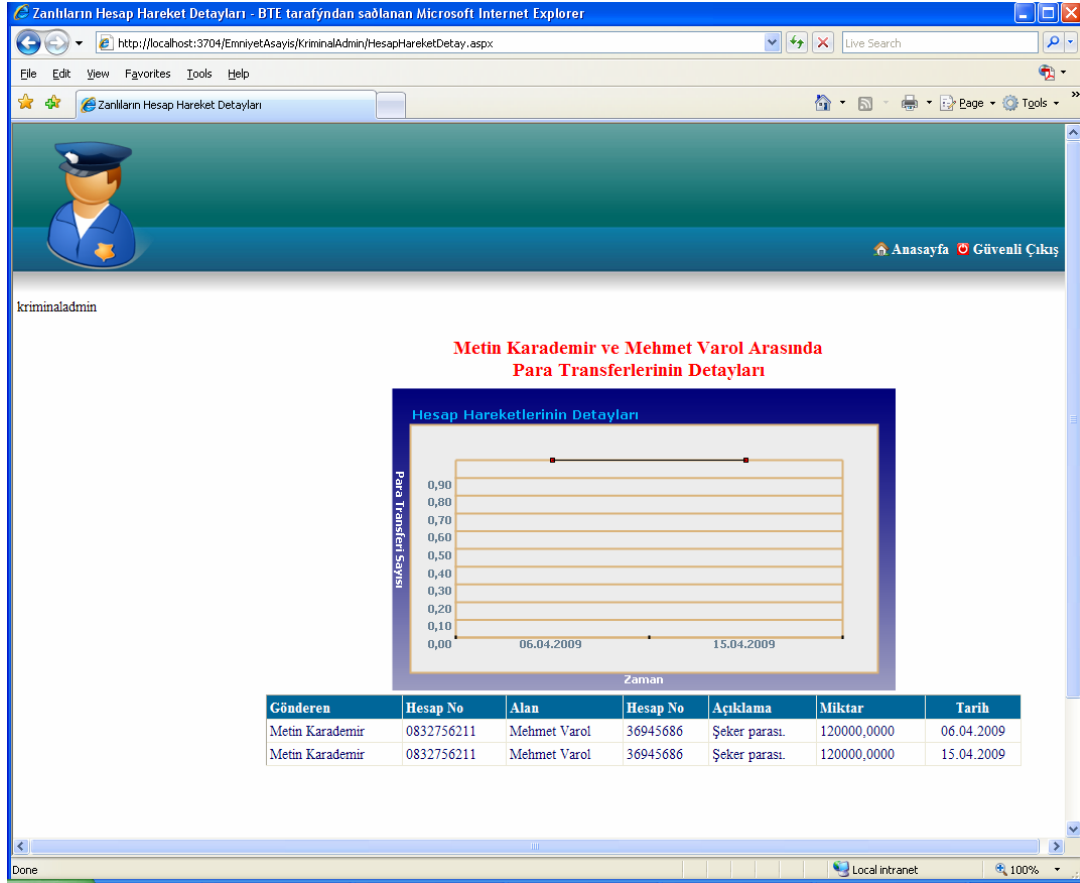 Zanlıların Hesap Hareket Detayları - BTE tarafýndan saðlanan Microsoft Internet Explorer
http://localhost:3704/EmniyetAsayis/KriminalAdmin/HesapHareketDetay.aspx
Live Search
File Edit View Favorites Tools Help
Zanlıların Hesap Hareket Detayları
Page Tools »
Anasayfa Güvenli Çıkış
kriminaladmin
Metin Karademir ve Mehmet Varol Arasında
Para Transferlerinin Detayları
Hesap Hareketlerinin Detayları
Para Transferi Sayısı
0,90
0,80
0,70
0,60
0,50
0,40
0,30
0,20
0,10
0,00
06.04.2009 15.04.2009
Zaman
Gönderen Hesap No Alan Hesap No Açıklama Miktar Tarih
Metin Karademir 0832756211 Mehmet Varol 36945686 Şeker parası. 120000,0000 06.04.2009
Metin Karademir 0832756211 Mehmet Varol 36945686 Şeker parası. 120000,0000 15.04.2009
Done Local intranet 100%